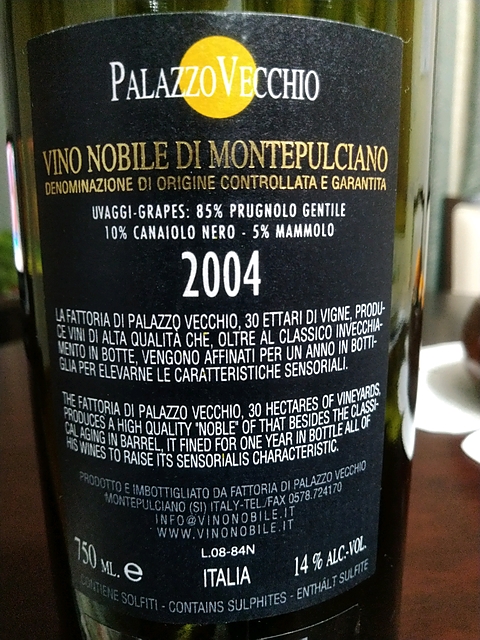 PALAZZO VECCHIO
VINO NOBILE DI MONTEPULCIANO
DENOMINAZIONE DI ORIGINE CONTROLLATA E GARANTITA
UVAGGI-GRAPES: 85% PRUGNOLO GENTILE
10% CANAIOLO NERO - 5% MAMMOLO
2004
LA FATTORIA DI PALAZZO VECCHIO, 30 ETTARI DI VIGNE, PRODU-
CE VINI DI ALTA QUALITÀ CHE, OLTRE AL CLASSICO INVECCHIA-
MENTO IN BOTTE, VENGONO AFFINATI PER UN ANNO IN BOTTI-
GLIA PER ELEVARNE LE CARATTERISTICHE SENSORIALI.
THE FATTORIA DI PALAZZO VECCHIO, 30 HECTARES OF VINEYARDS,
PRODUCES A HIGH QUALITY "NOBLE" OF THAT BESIDES THE CLASSI-
CAL AGING IN BARREL, IT FINED FOR ONE YEAR IN BOTTLE ALL OF
HIS WINES TO RAISE ITS SENSORIALIS CHARACTERISTIC.
PRODOTTO E IMBOTTIGLIATO DA FATTORIA DI PALAZZO VECCHIO
MONTEPULCIANO (SI) ITALY-TEL./FAX 0578.724170
INFO@VINONOBILE.IT
WWW.VINONOBILE.IT
L.08-84N
750 ML. e ITALIA 14 % ALC.-VOL.
CONTIENE SOLFITI - CONTAINS SULPHITES - ENTHÄLT SULFITE